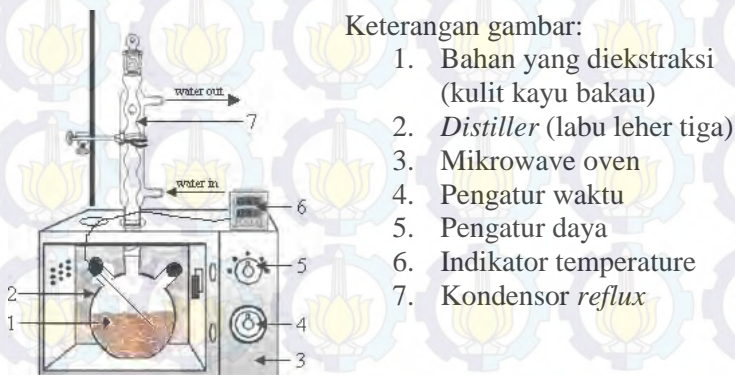 Keterangan gambar:
1. Bahan yang diekstraksi
(kulit kayu bakau)
2. Distiller (labu leher tiga)
3. Mikrowave oven
4. Pengatur waktu
5. Pengatur daya
6. Indikator temperature
7. Kondensor reflux
water out
7
water in
6
5
2
1
4
3